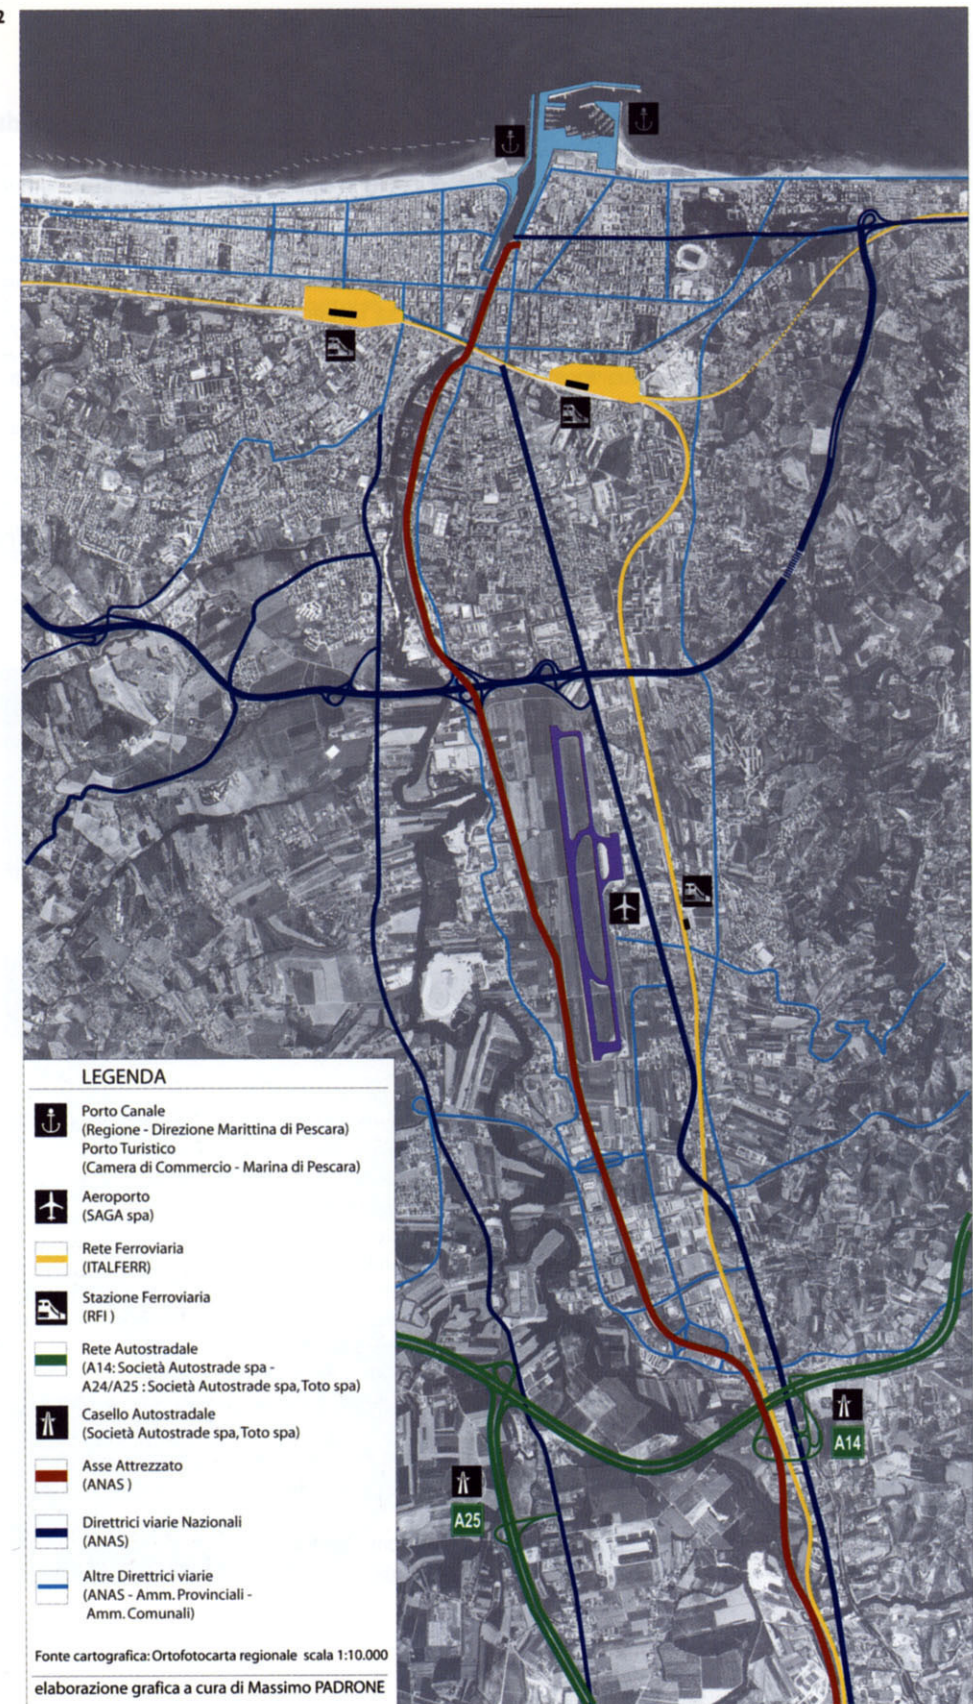 2
A14
A25
LEGENDA
Porto Canale
(Regione - Direzione Marittina di Pescara)
Porto Turistico
(Camera di Commercio - Marina di Pescara)
Aeroporto
(SAGA spa)
Rete Ferroviaria
(ITALFERR)
Stazione Ferroviaria
(RFI )
Rete Autostradale
(A14: Società Autostrade spa -
A24/A25 : Società Autostrade spa, Toto spa)
Casello Autostradale
(Società Autostrade spa, Toto spa)
Asse Attrezzato
(ANAS )
Direttrici viarie Nazionali
(ANAS)
Altre Direttrici viarie
(ANAS - Amm. Provinciali -
Amm. Comunali)
Fonte cartografica: Ortofotocarta regionale scala 1:10.000
elaborazione grafica a cura di Massimo PADRONE